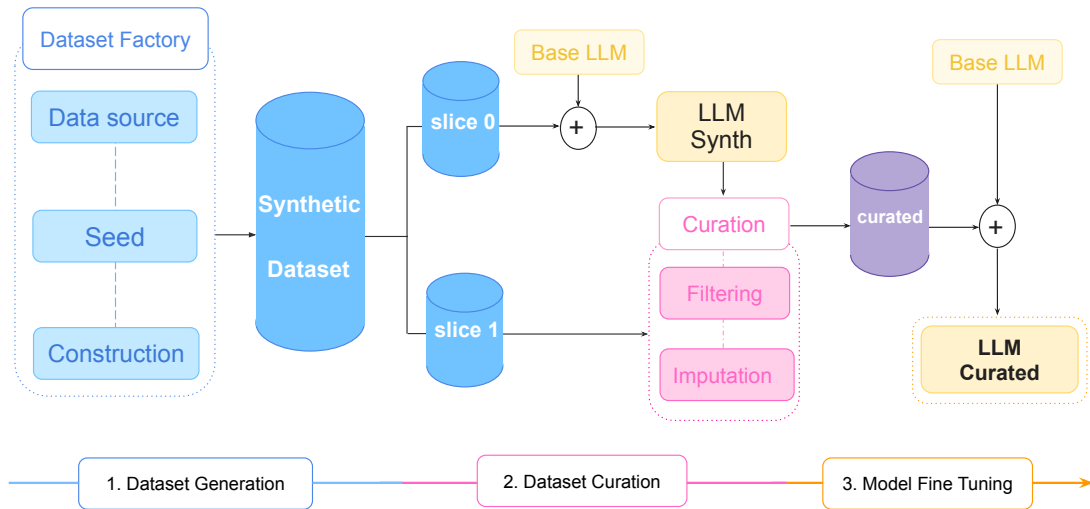 Dataset Factory
Data source
Seed
Construction
Synthetic
Dataset
slice 0
slice 1
Base LLM
+
LLM
Synth
Curation
Filtering
Imputation
curated
Base LLM
+
LLM
Curated
1. Dataset Generation
2. Dataset Curation
3. Model Fine Tuning